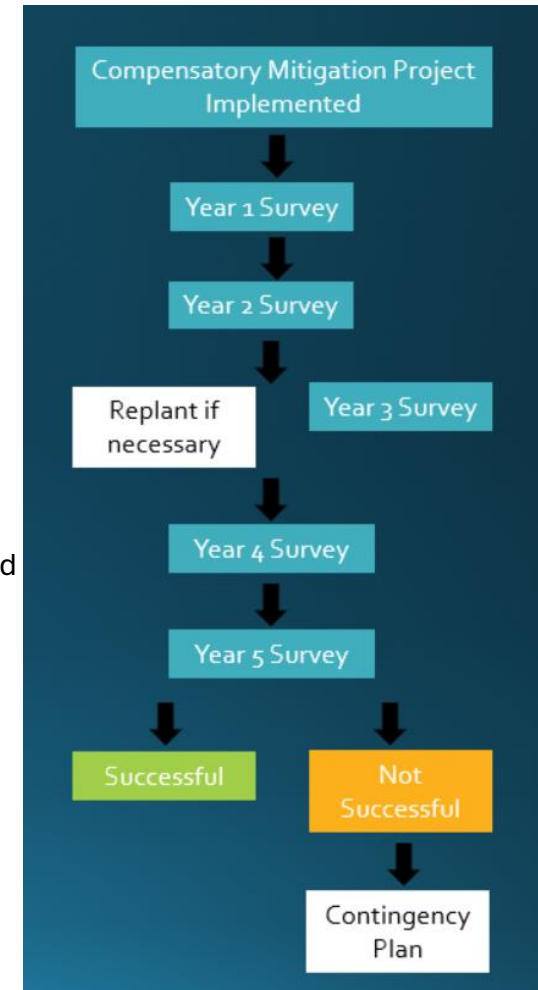 Compensatory Mitigation Project
Implemented
Year 1 Survey
Year 2 Survey
Replant if
necessary
Year 3 Survey
d
Year 4 Survey
Year 5 Survey
Successful
Not
Successful
Contingency
Plan